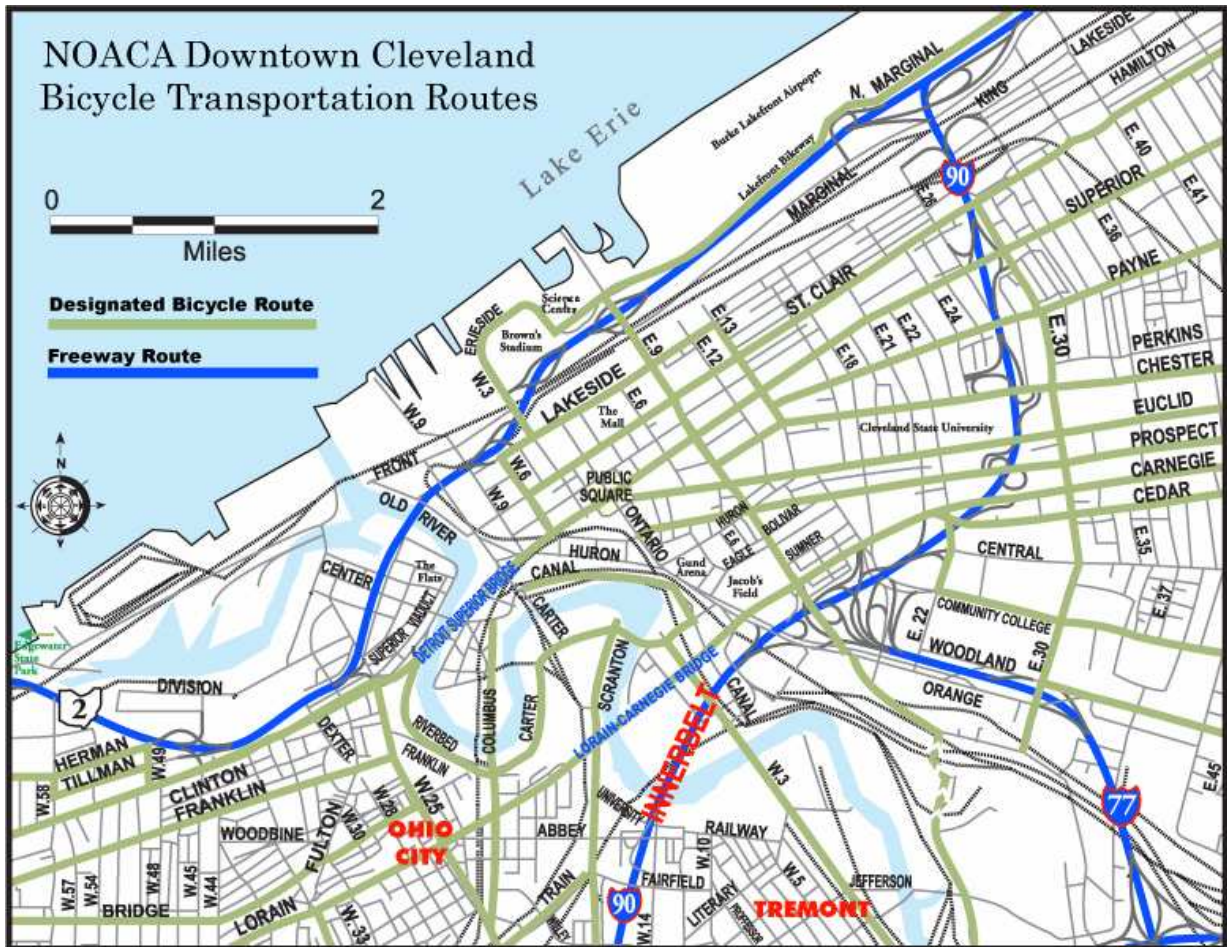 NOACA Downtown Cleveland
Bicycle Transportation Routes
0
2
Miles
Designated Bicycle Route
Freeway Route
N
Lake Erie
Burke Lakefront Airpoprt
Lakefront Bikeway
N. MARGINAL
MARGINAL
KING
LAKESIDE
HAMILTON
90
E. 40
E. 41
SUPERIOR
E. 36
E.26
PAYNE
ST. CLAIR
E. 24
E. 22
E. 21
E. 18
E. 13
E. 12
E. 9
E. 6
E. 30
PERKINS
CHESTER
EUCLID
PROSPECT
CARNEGIE
CEDAR
E.35
Cleveland State University
Science
Center
ERIESIDE
Brown's
Stadium
W. 3
LAKESIDE
The
Mall
W.9
W.6
W.9
FRONT
PUBLIC
SQUARE
ONTARIO
OLD RIVER
HURON
HURON
E.6
BOLIVAR
EAGLE
SUMNER
Gund
Arena
Jacob's
Field
CENTRAL
E. 37
COMMUNITY COLLEGE
E. 22
WOODLAND
E. 30
ORANGE
E.45
77
CENTER
The
Flats
SUPERIOR VIADUCT
DETROIT SUPERIOR BRIDGE
CANAL
CARTER
SCRANTON
COLUMBUS
CARTER
LORAIN-CARNEGIE BRIDGE
CANAL
INNERBELT
W. 3
Edgewater
State
Park
2
DIVISION
HERMAN
TILLMAN
W.49
W.58
CLINTON
FRANKLIN
DEXTER
RIVERBED
FRANKLIN
W.25
W.28
W.30
FULTON
WOODBINE
OHIO
CITY
W.57
W.54
W.48
W.45
W.44
BRIDGE
LORAIN
W. 33
ABBEY
TRAIN
WILEY
UNIVERSITY
90
W.14
FAIRFIELD
W.10
RAILWAY
LITERARY
PROFESSOR
W.5
JEFFERSON
TREMONT